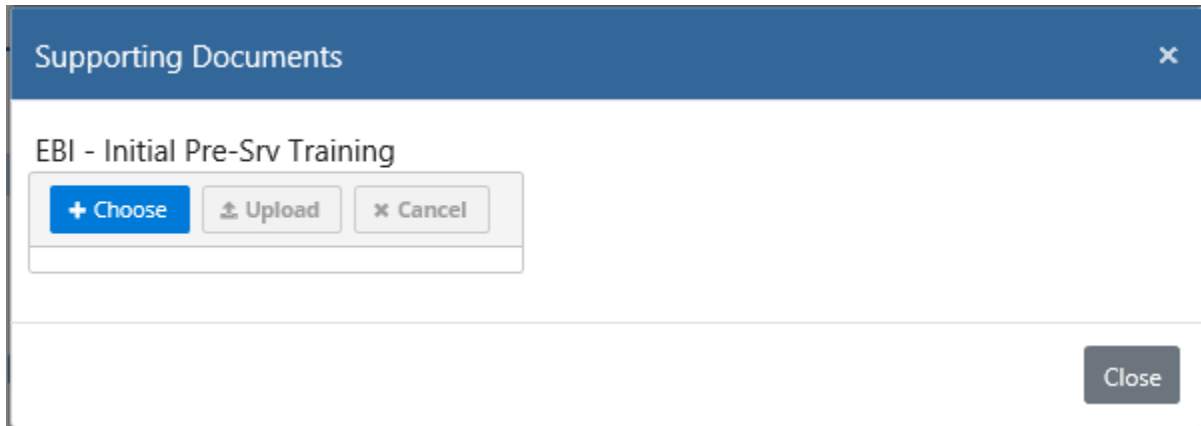 Supporting Documents
EBI - Initial Pre-Srv Training
Choose Upload Cancel
Close